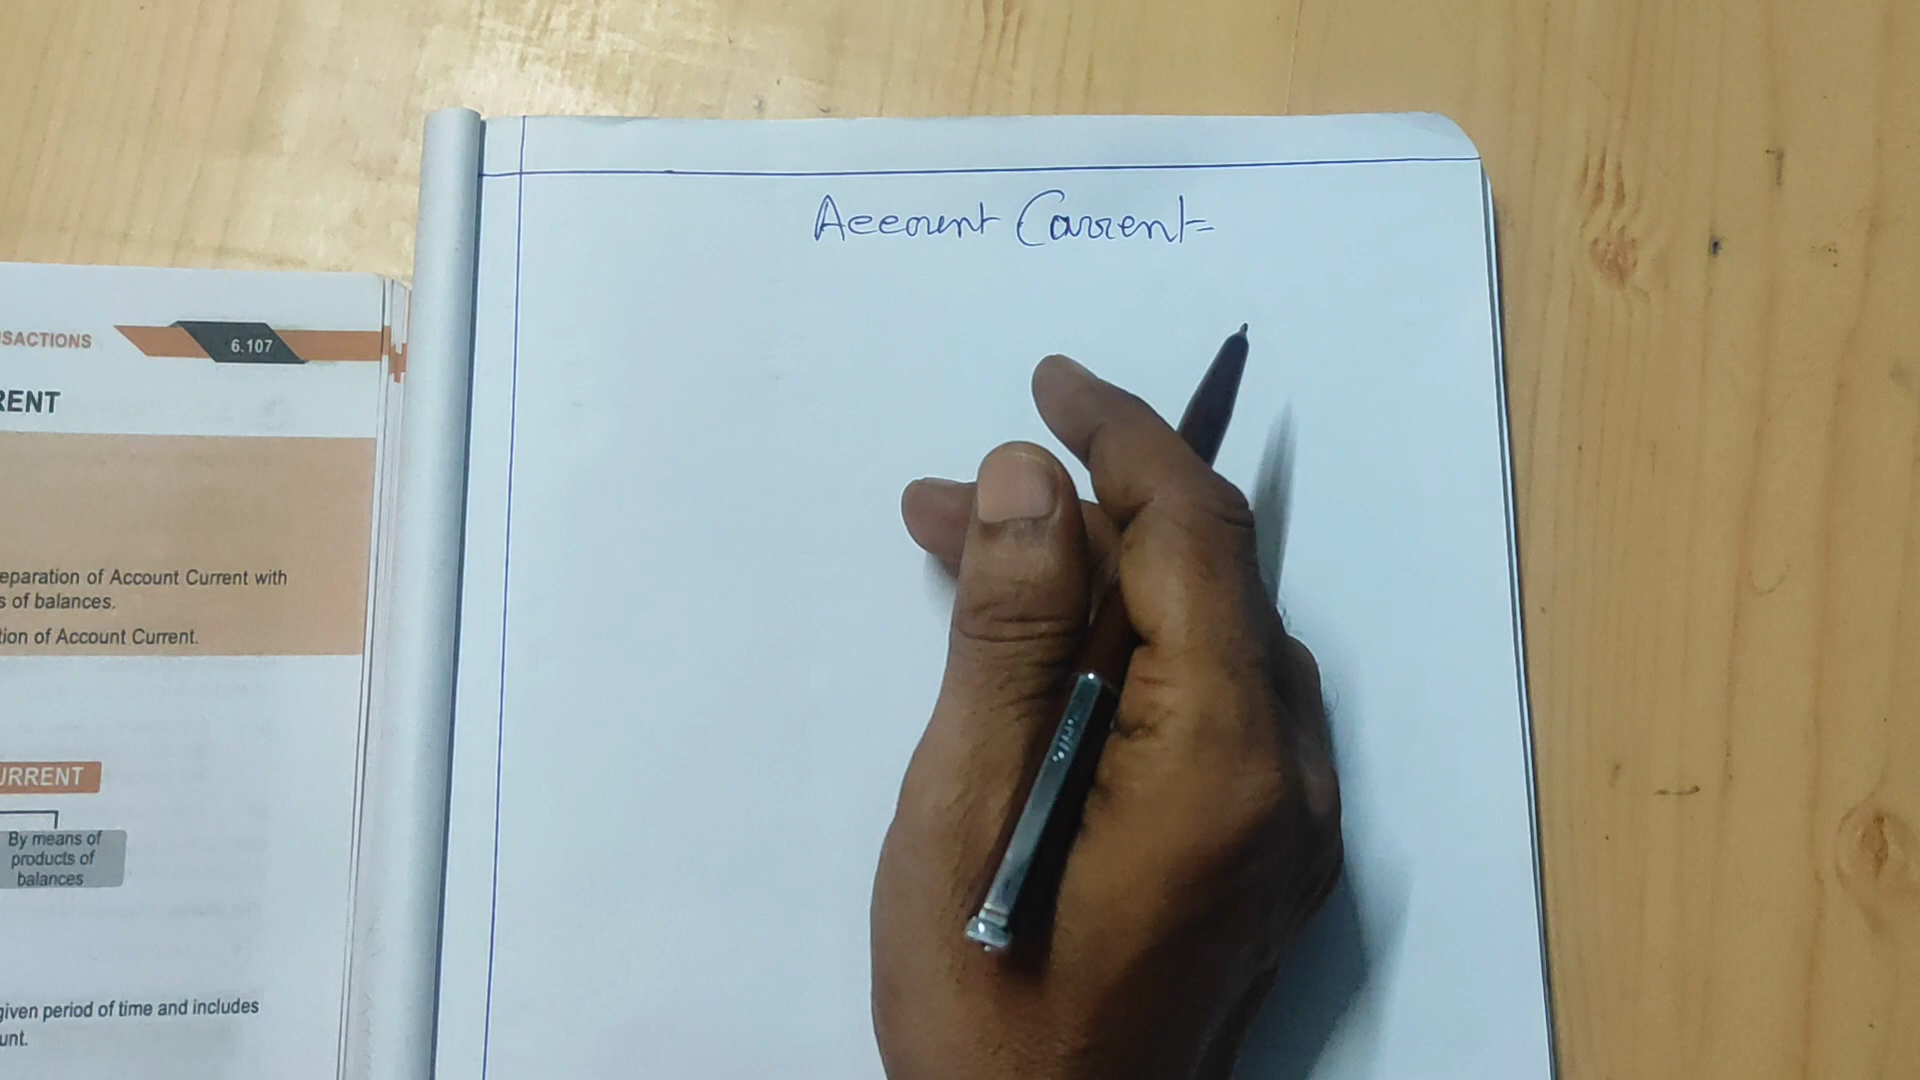 SACTIONS
6.107
RENT
eparation of Account Current with
s of balances.
tion of Account Current.
URRENT
By means of
products of
balances
given period of time and includes
unt.
Account Current